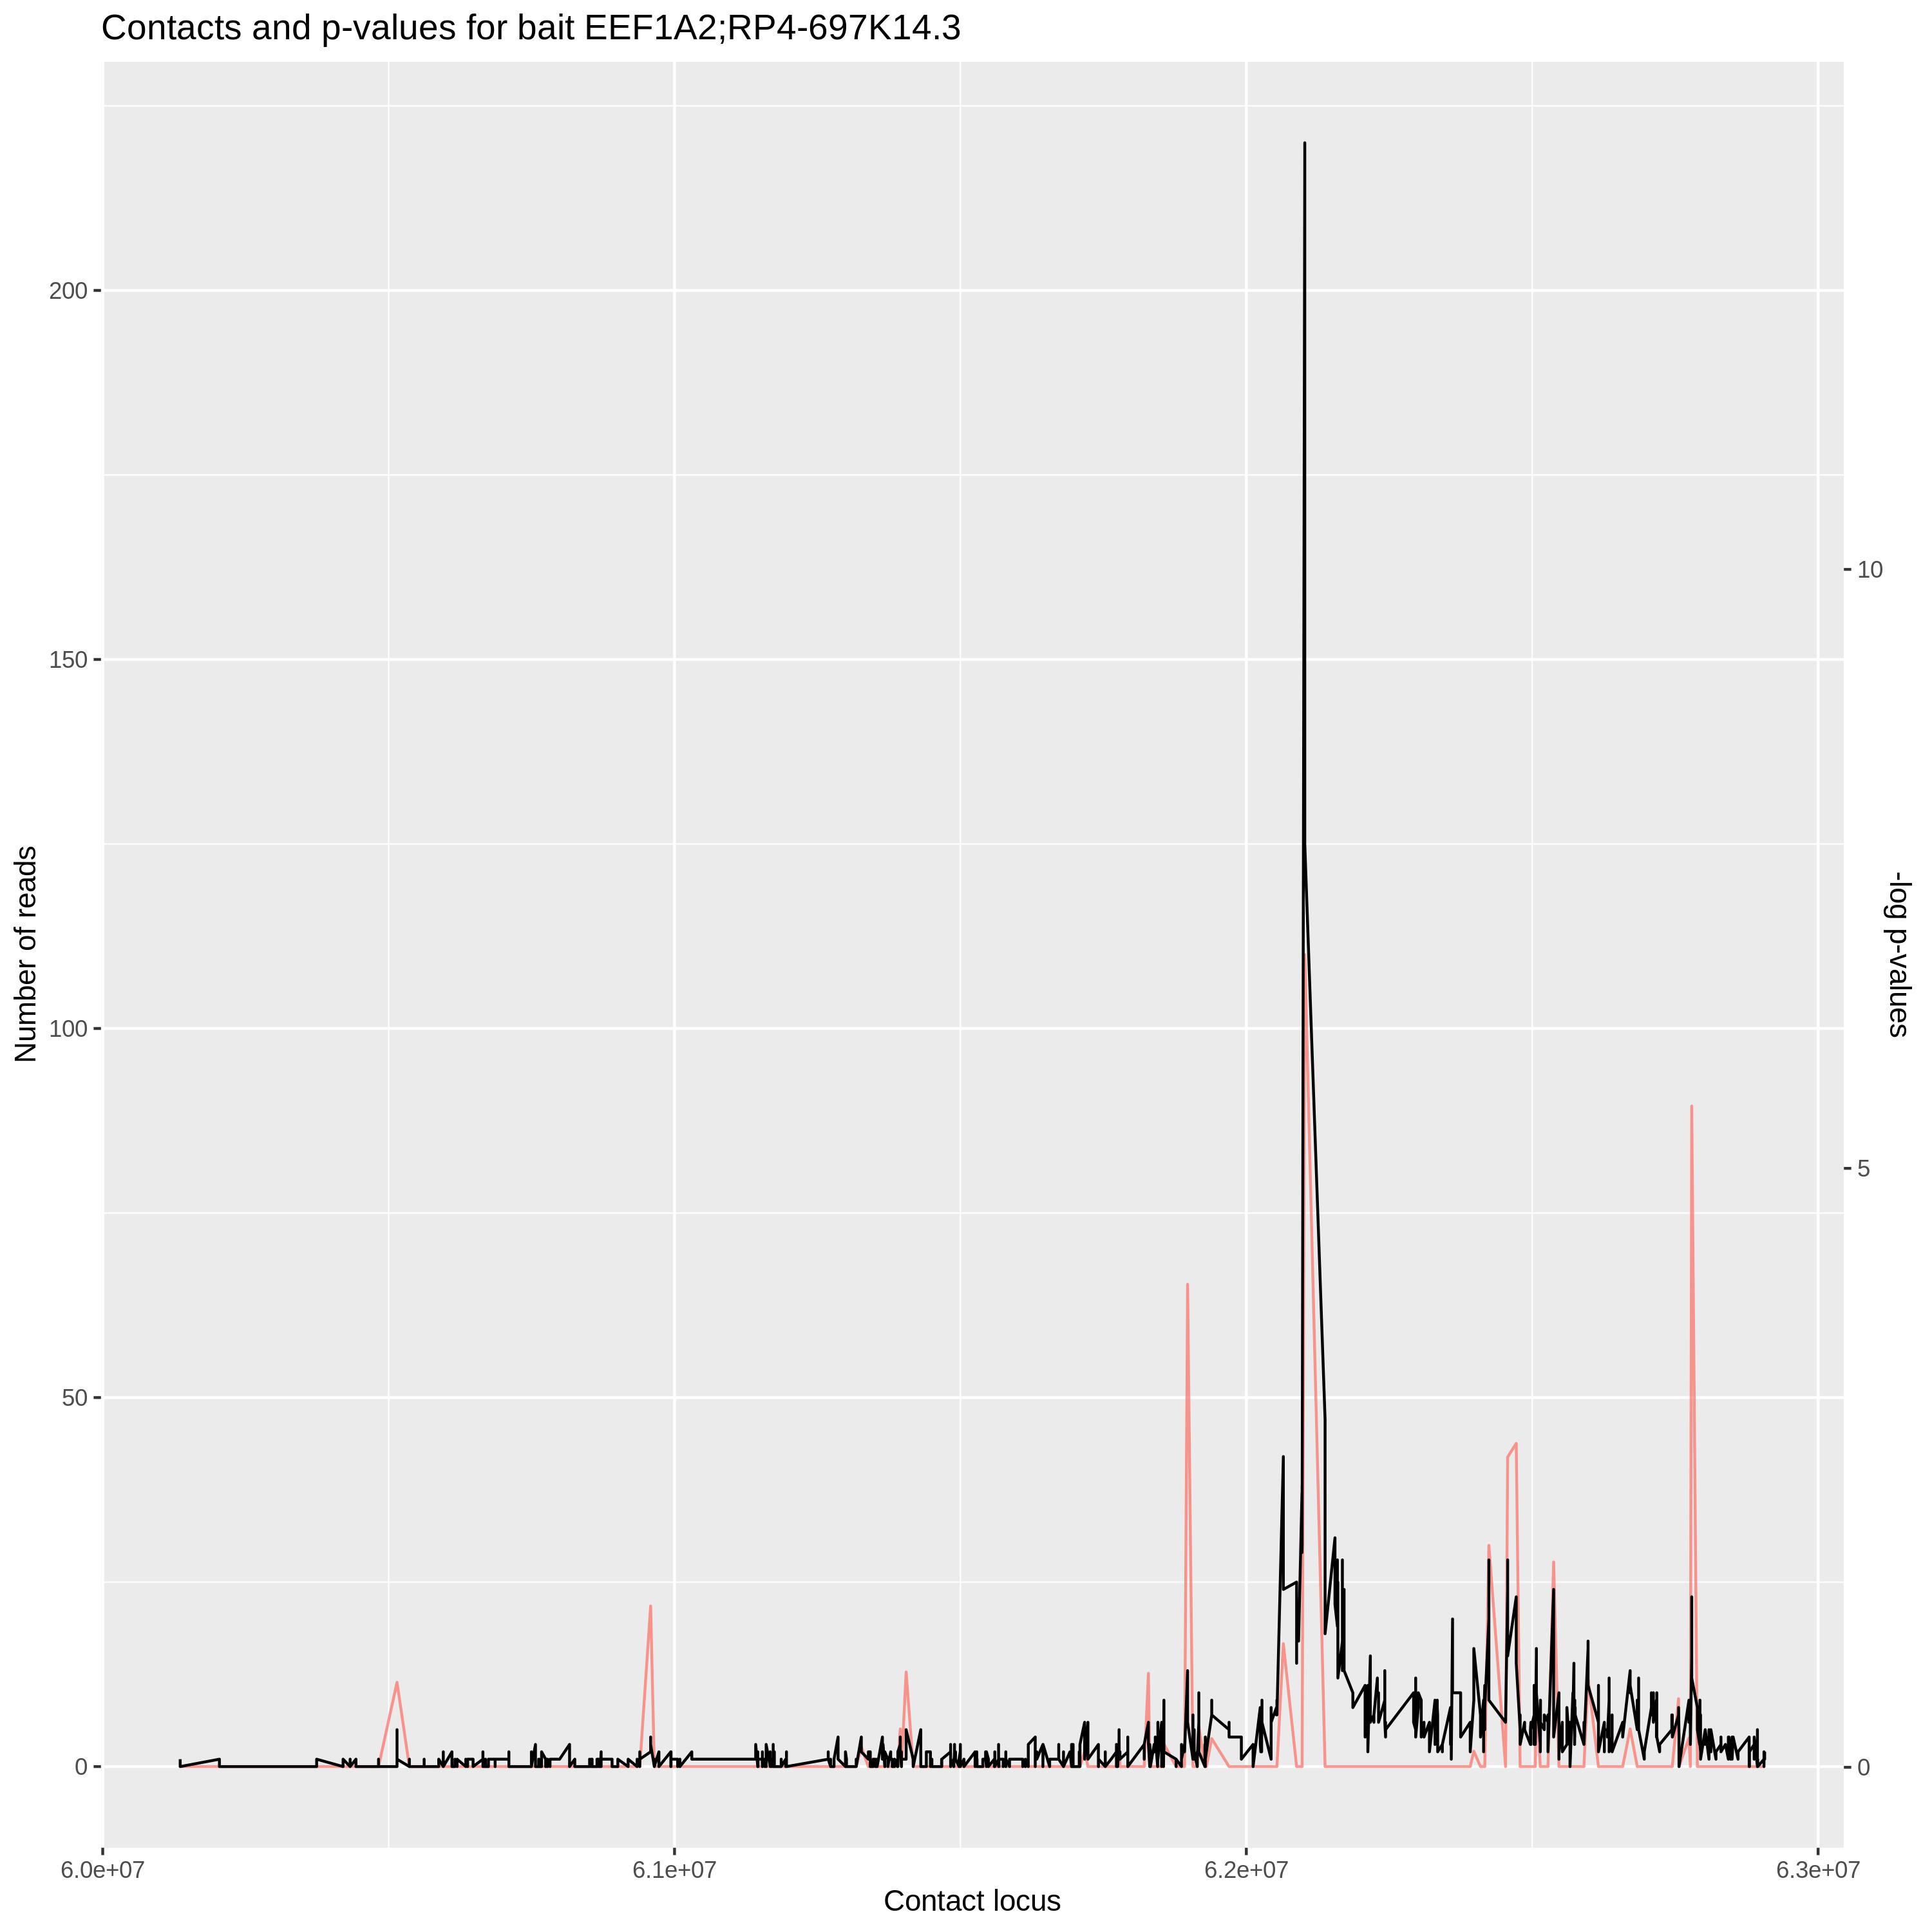 Contacts and p-values for bait EEF1A2;RP4-697K14.3
200
150
100
50
0
Number of reads
10
5
0
-log p-values
6.0e+07
6.1e+07
6.2e+07
6.3e+07
Contact locus